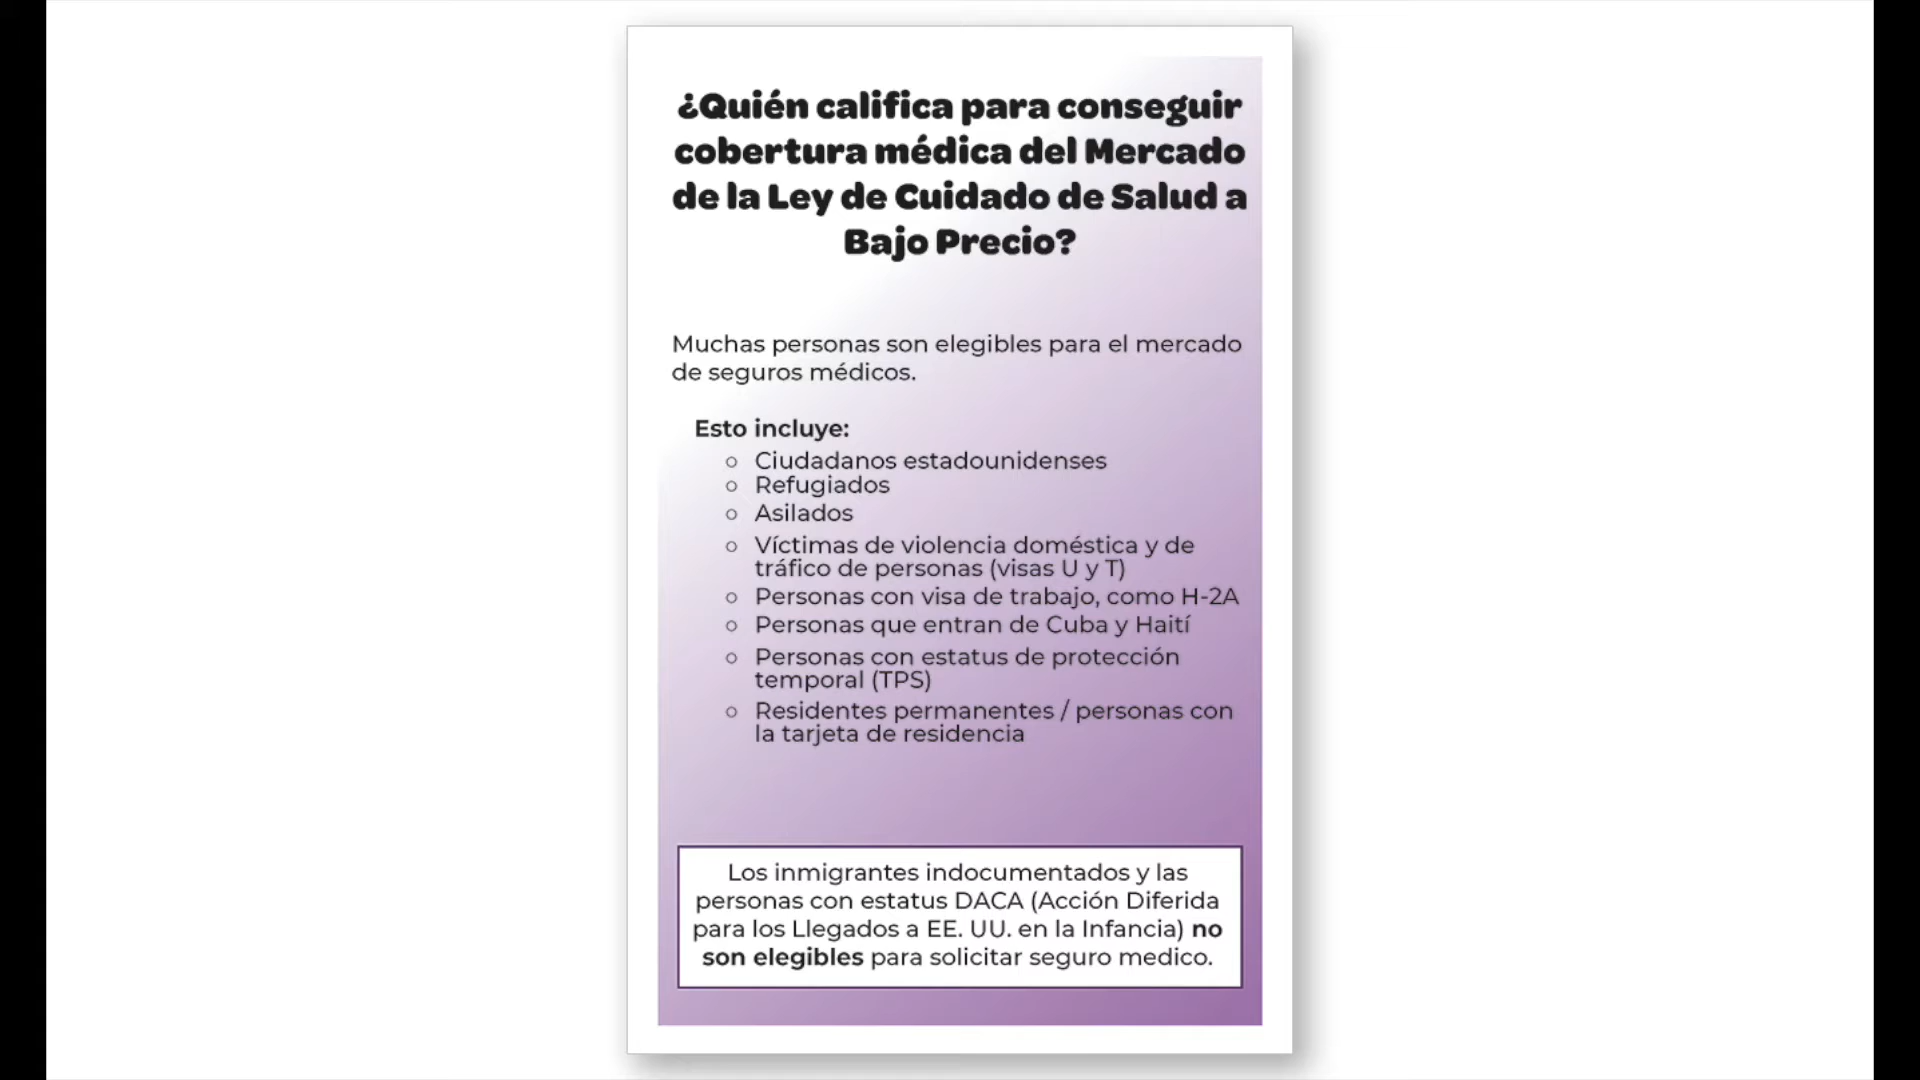 ¿Quién califica para conseguir
cobertura médica del Mercado
de la Ley de Cuidado de Salud a
Bajo Precio?
Muchas personas son elegibles para el mercado
de seguros médicos.
Esto incluye:
○ Ciudadanos estadounidenses
○ Refugiados
○ Asilados
○ Víctimas de violencia doméstica y de
tráfico de personas (visas U y T)
○ Personas con visa de trabajo, como H-2A
○ Personas que entran de Cuba y Haití
○ Personas con estatus de protección
temporal (TPS)
○ Residentes permanentes / personas con
la tarjeta de residencia
Los inmigrantes indocumentados y las
personas con estatus DACA (Acción Diferida
para los Llegados a EE. UU. en la Infancia) no
son elegibles para solicitar seguro medico.